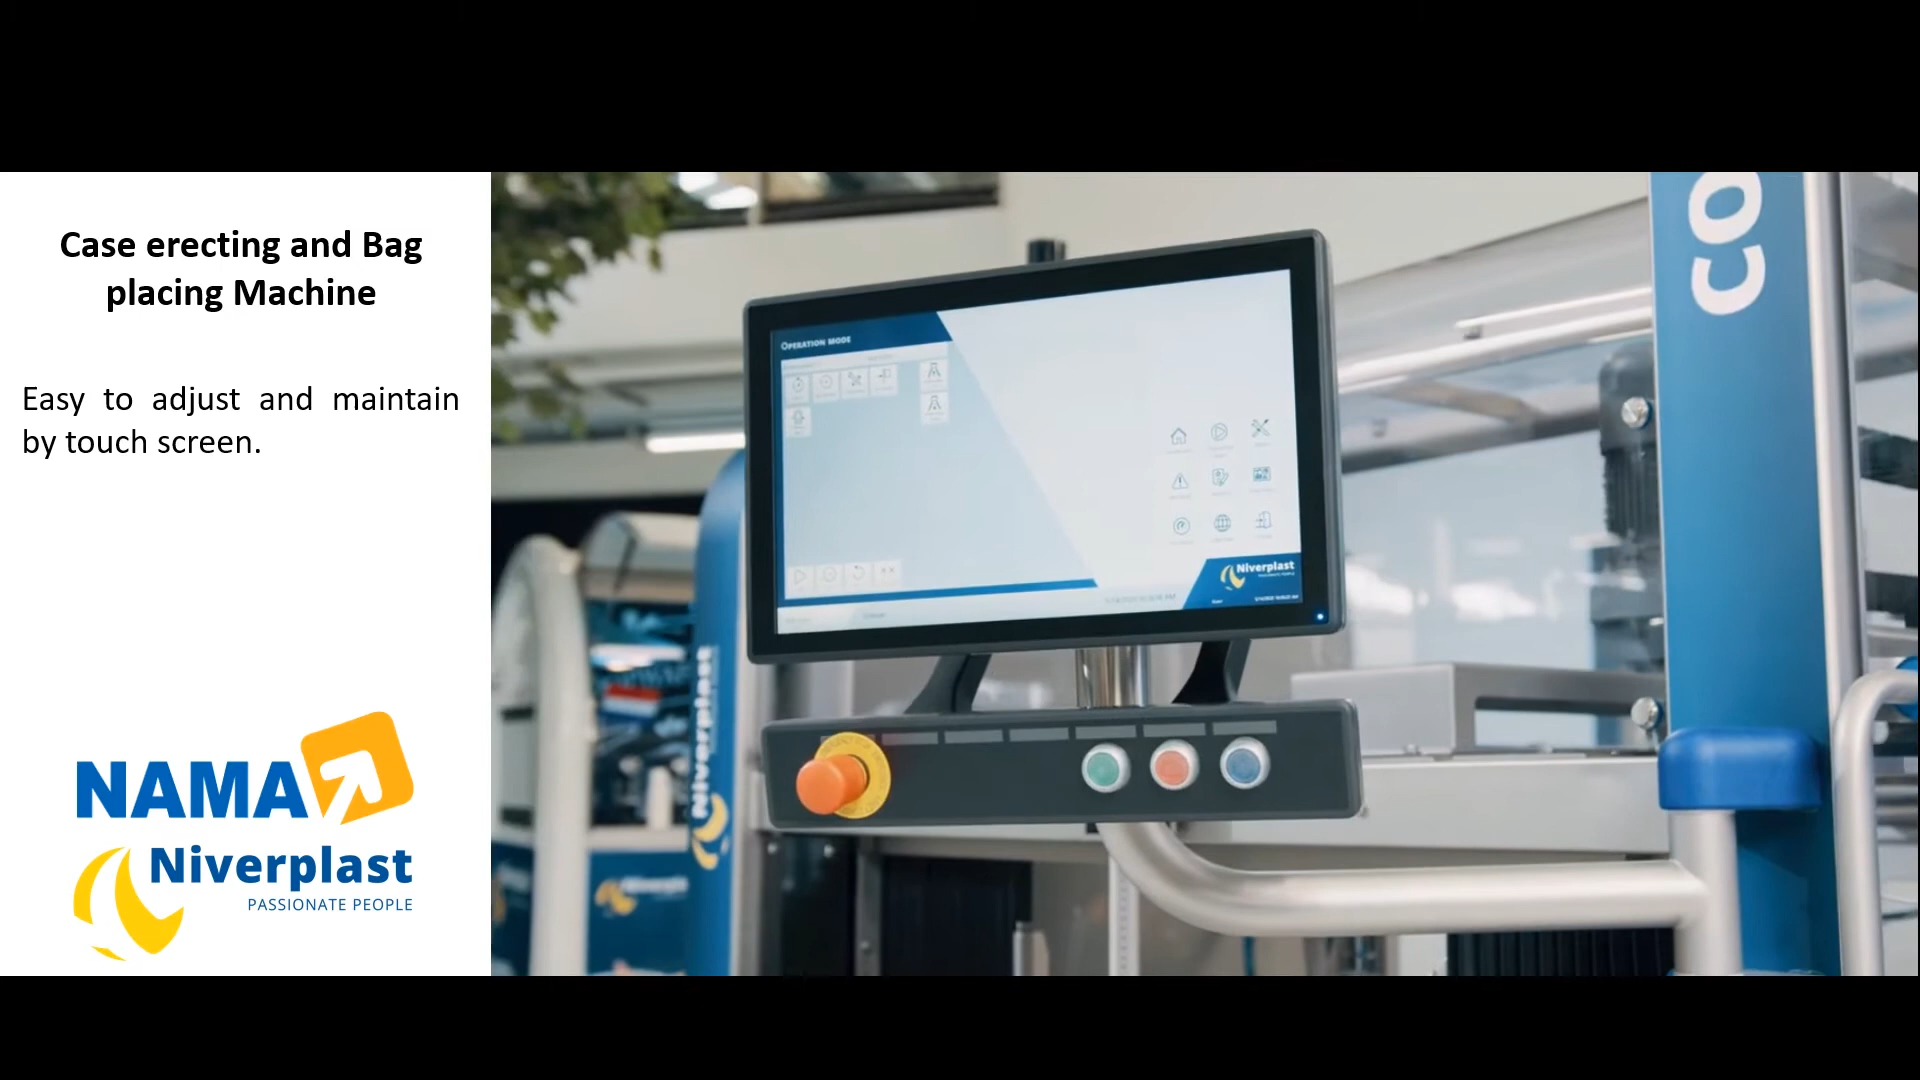 Case erecting and Bag
placing Machine
Easy to adjust and maintain
by touch screen.
NAMA
Niverplast
PASSIONATE PEOPLE
OPERATION MODE
Niverplast
Niverplast
CO